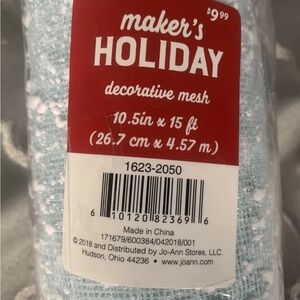 $9.99
maker's
HOLIDAY
decorative mesh
10.5in x 15 ft
(26.7 cm x 4.57 m)
1623-2050
6 10120 82369 6
Made in China
171679/600384/042018/001
© 2018 and Distributed by Jo-Ann Stores, LLC.
Hudson, Ohio 44236 • www.joann.com